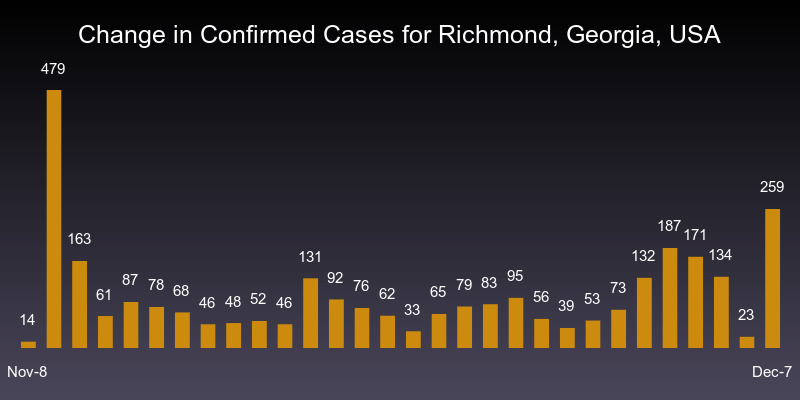 Change in Confirmed Cases for Richmond, Georgia, USA
14 479 163 61 87 78 68 46 48 52 46 131 92 76 62 33 65 79 83 95 56 39 53 73 132 187 171 134 23 259
Nov-8 Dec-7